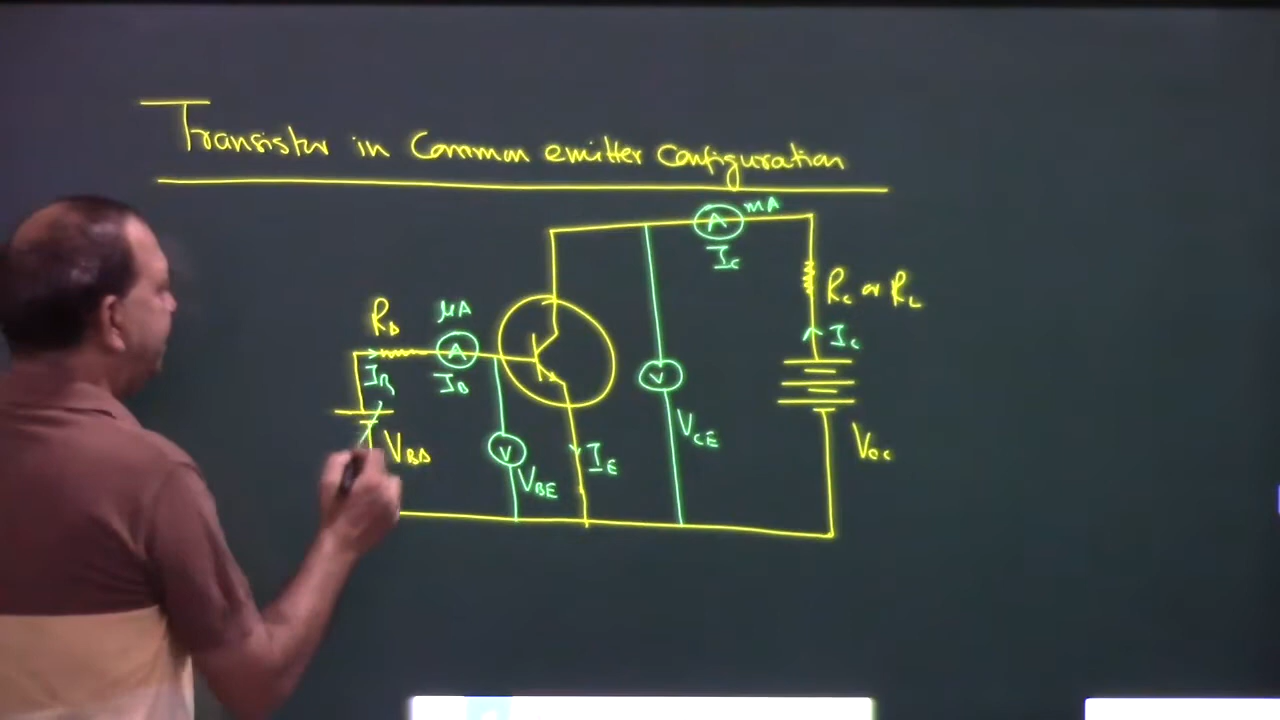 Transistor in Common emitter Configuration
mA
A
Ic
Rc or RL
Ic
RB
μA
A
IB
IB
V
VCE
VBB
V
VBE
IE
Vcc